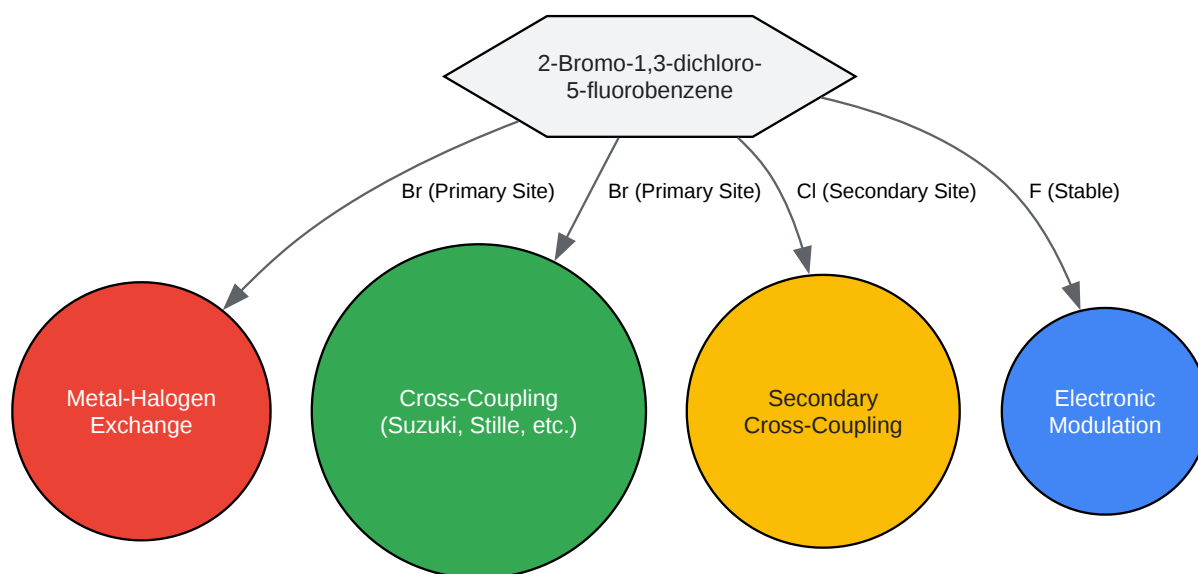 2-Bromo-1,3-dichloro-
5-fluorobenzene
Br (Primary Site)
Br (Primary Site)
Cl (Secondary Site)
F (Stable)
Metal-Halogen
Exchange
Cross-Coupling
(Suzuki, Stille, etc.)
Secondary
Cross-Coupling
Electronic
Modulation